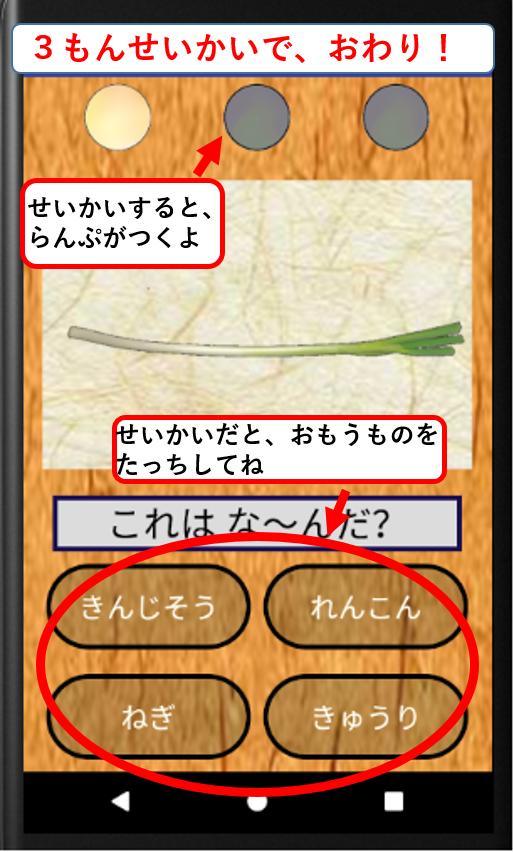 ３もんせいかいで、おわり！
せいかいすると、
らんぷがつくよ
せいかいだと、おもうものを
たっちしてね
これは な～んだ？
きんじそう
れんこん
ねぎ
きゅうり